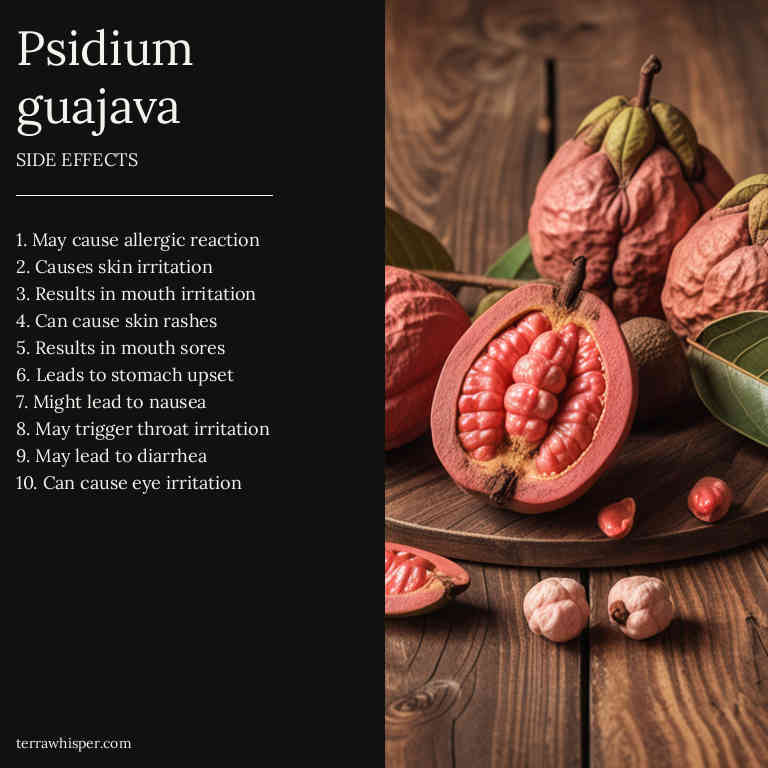 Psidium
guajava
SIDE EFFECTS
1. May cause allergic reaction
2. Causes skin irritation
3. Results in mouth irritation
4. Can cause skin rashes
5. Results in mouth sores
6. Leads to stomach upset
7. Might lead to nausea
8. May trigger throat irritation
9. May lead to diarrhea
10. Can cause eye irritation
terrawhisper.com